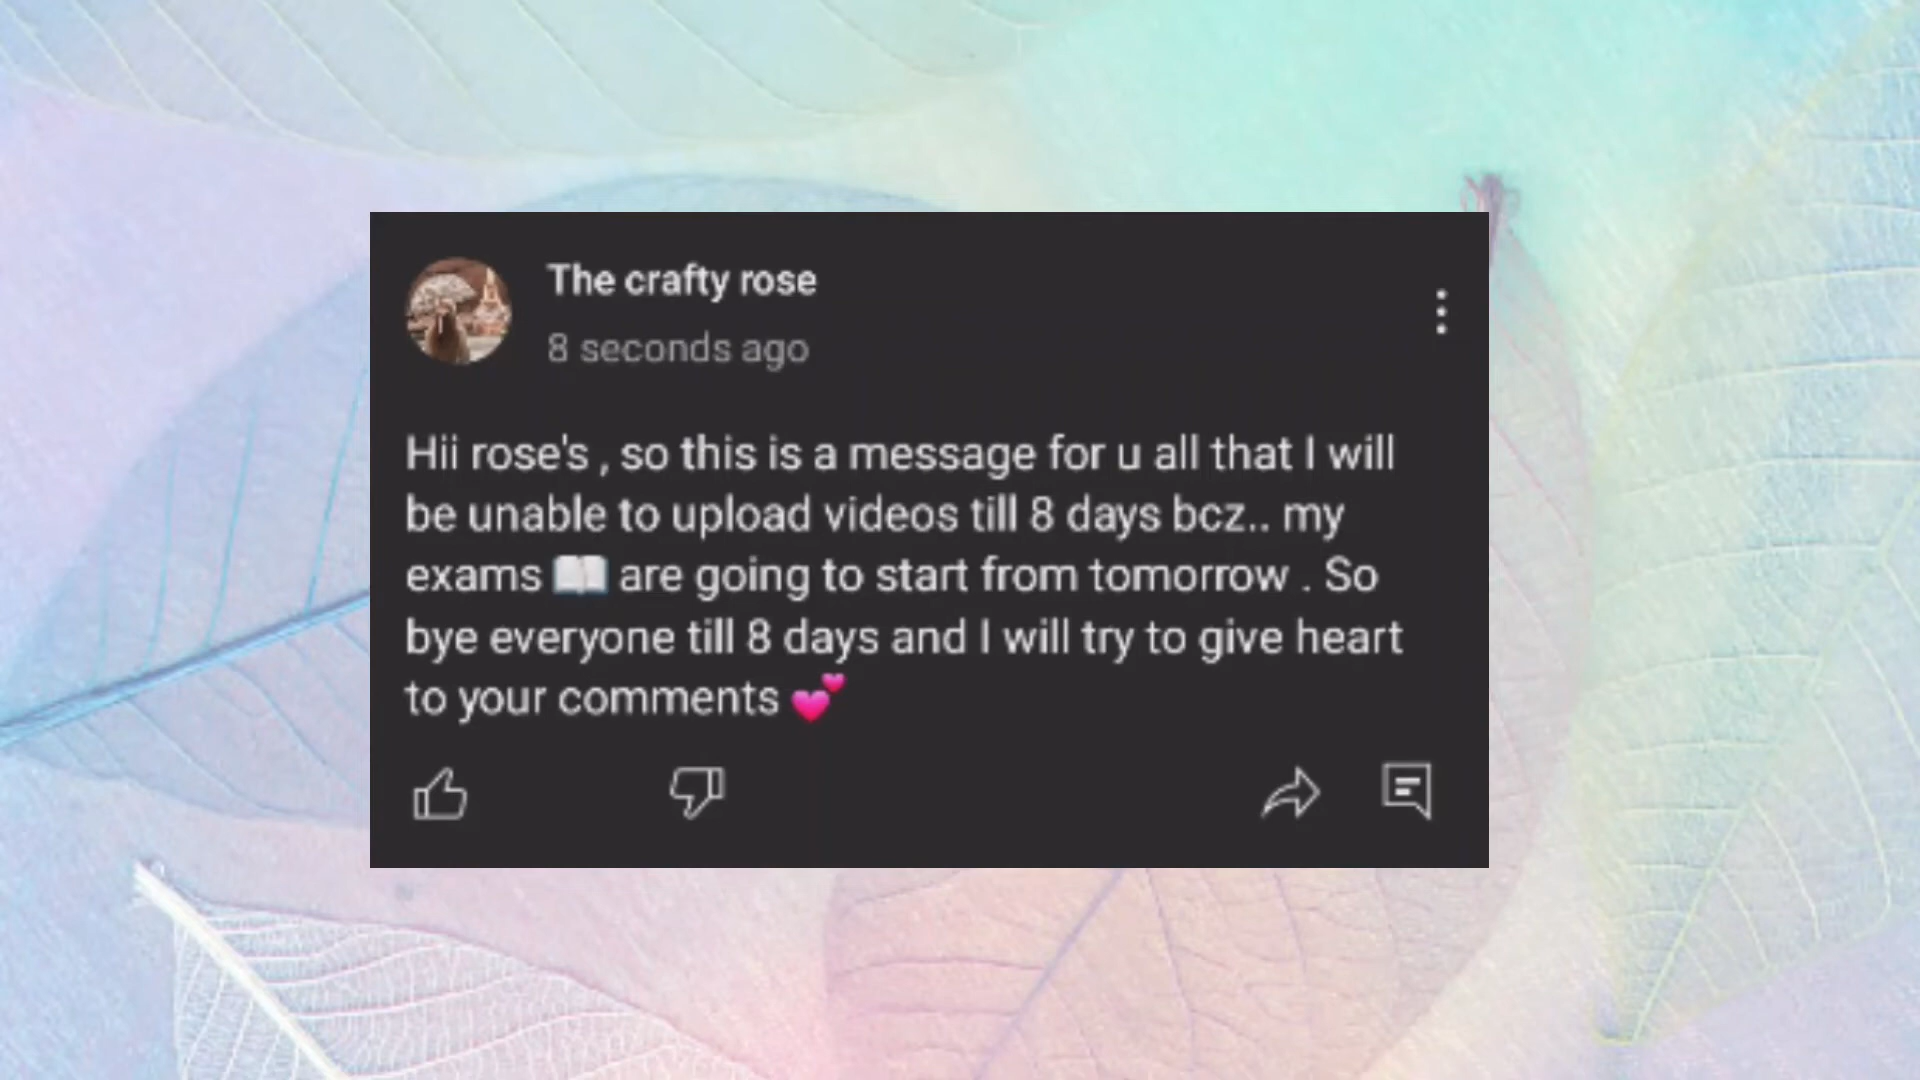 The crafty rose
8 seconds ago
Hii rose's , so this is a message for u all that I will
be unable to upload videos till 8 days bcz.. my
exams 📖 are going to start from tomorrow . So
bye everyone till 8 days and I will try to give heart
to your comments 💕